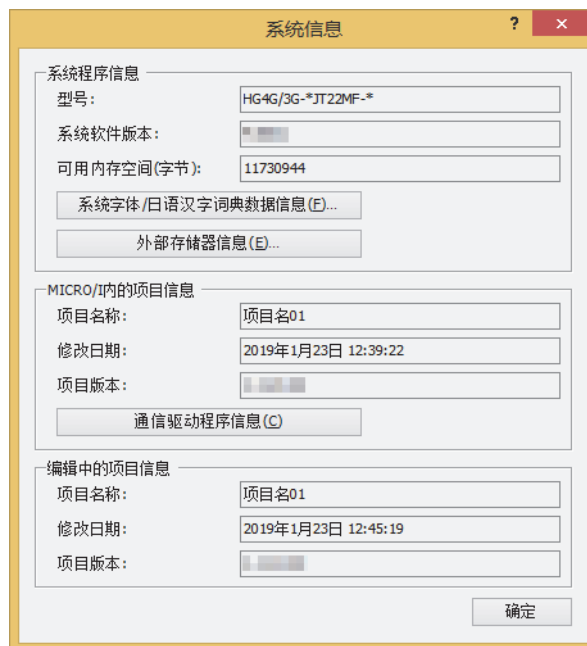 系统信息
? ×
系统程序信息
型号: HG4G/3G-*JT22MF-*
系统软件版本:
可用内存空间(字节): 11730944
系统字体/日语汉字词典数据信息(F)...
外部存储器信息(E)...
MICRO/I内的项目信息
项目名称: 项目名01
修改日期: 2019年1月23日 12:39:22
项目版本:
通信驱动程序信息(C)
编辑中的项目信息
项目名称: 项目名01
修改日期: 2019年1月23日 12:45:19
项目版本:
确定